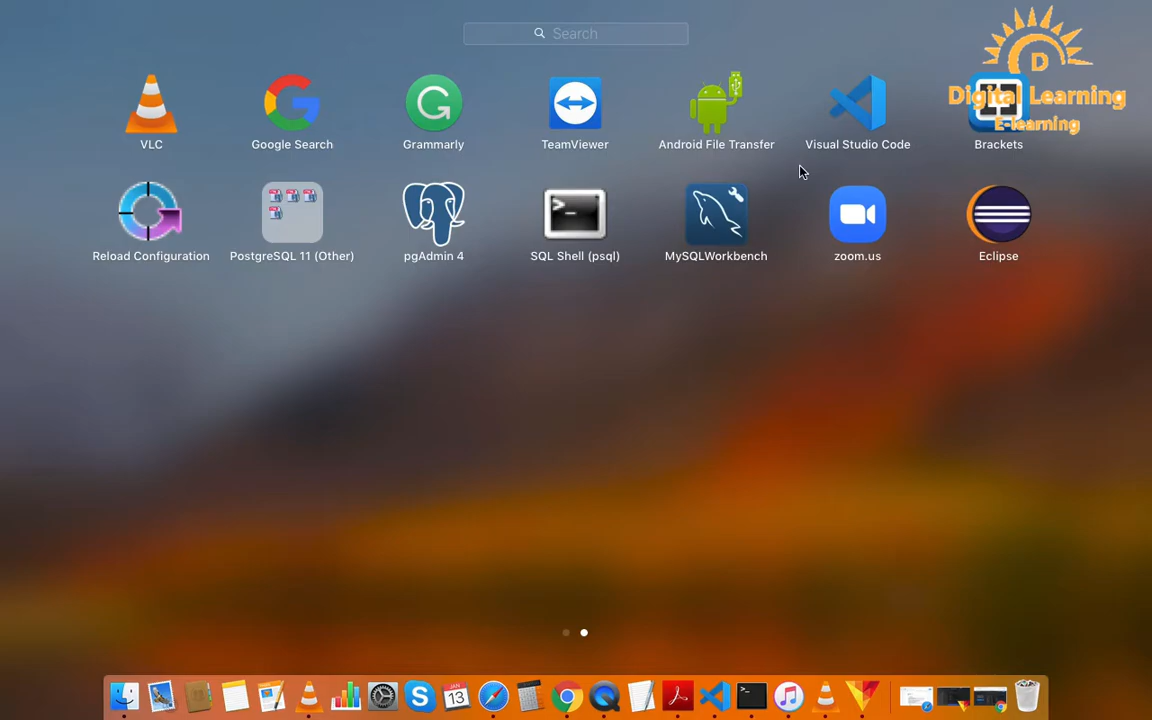 Search
D
Digital Learning
E-learning
VLC
Google Search
Grammarly
TeamViewer
Android File Transfer
Visual Studio Code
Brackets
Reload Configuration
PostgreSQL 11 (Other)
pgAdmin 4
SQL Shell (psql)
MySQLWorkbench
zoom.us
Eclipse
JAN
13